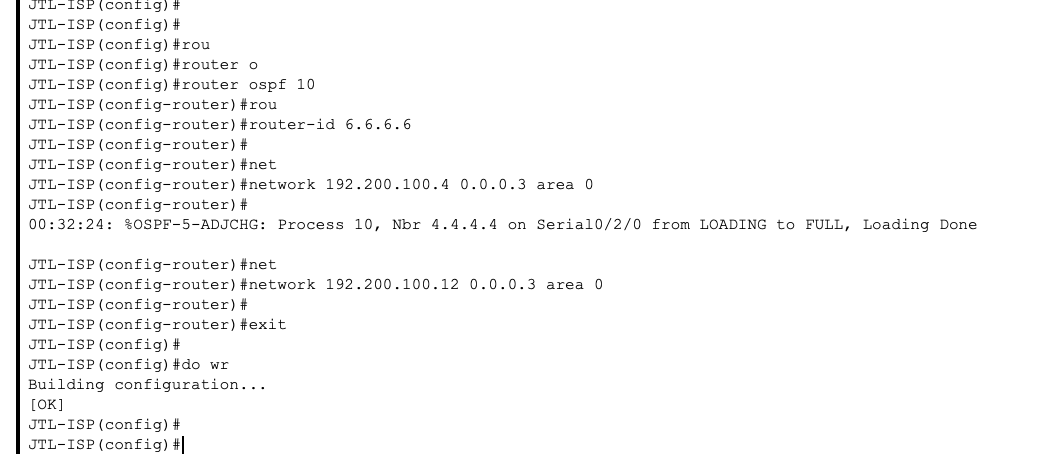 JTL-ISP(config)#
JTL-ISP(config)#
JTL-ISP(config)#rou
JTL-ISP(config)#router o
JTL-ISP(config)#router ospf 10
JTL-ISP(config-router)#rou
JTL-ISP(config-router)#router-id 6.6.6.6
JTL-ISP(config-router)#
JTL-ISP(config-router)#net
JTL-ISP(config-router)#network 192.200.100.4 0.0.0.3 area 0
JTL-ISP(config-router)#
00:32:24: %OSPF-5-ADJCHG: Process 10, Nbr 4.4.4.4 on Serial0/2/0 from LOADING to FULL, Loading Done
JTL-ISP(config-router)#net
JTL-ISP(config-router)#network 192.200.100.12 0.0.0.3 area 0
JTL-ISP(config-router)#
JTL-ISP(config-router)#exit
JTL-ISP(config)#
JTL-ISP(config)#do wr
Building configuration...
[OK]
JTL-ISP(config)#
JTL-ISP(config)#